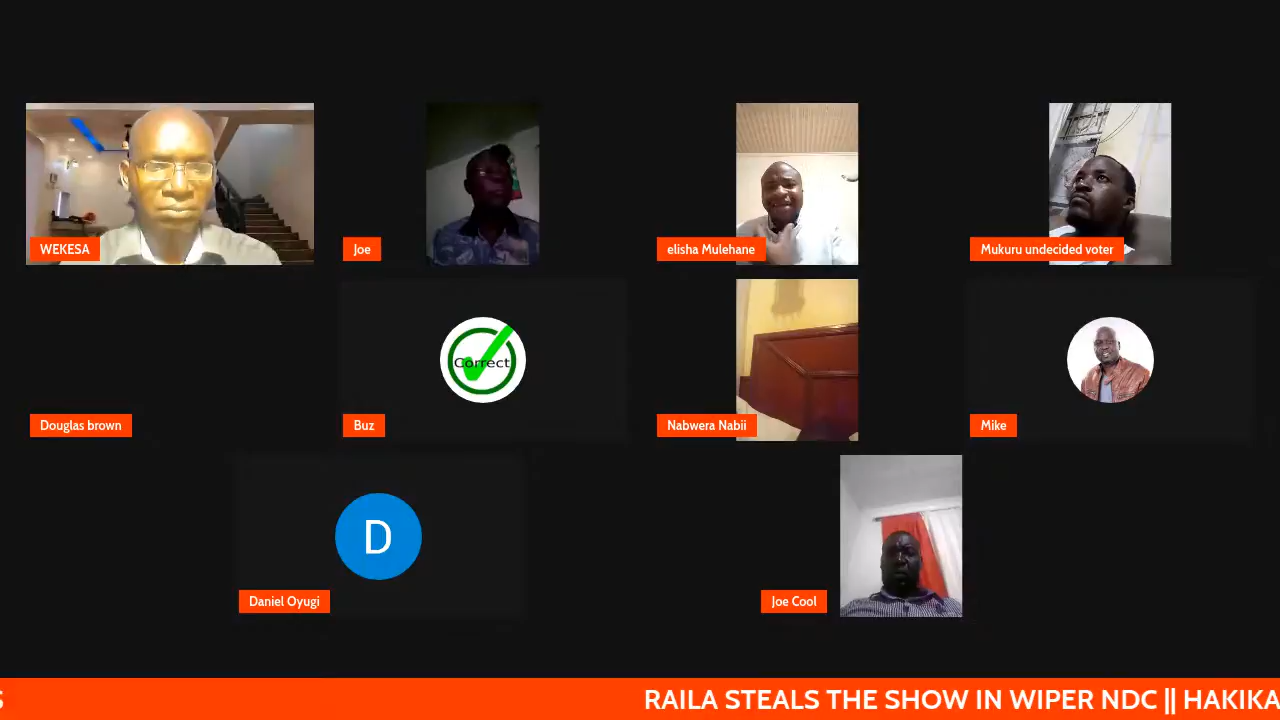 WEKESA
Joe
elisha Mulehane
Mukuru undecided voter
Douglas brown
Correct
Buz
Nabwera Nabii
Mike
D
Daniel Oyugi
Joe Cool
S
RAILA STEALS THE SHOW IN WIPER NDC || HAKIKA